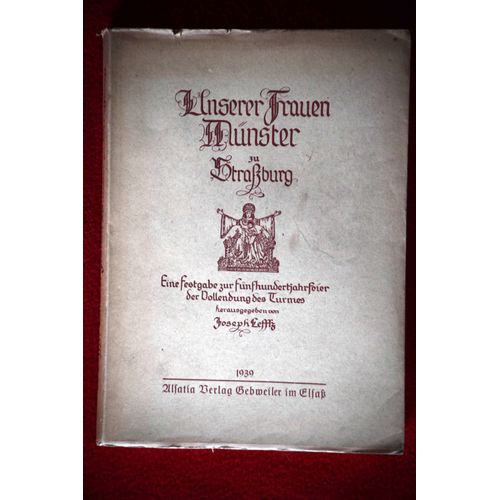 Unserer Frauen
Münster
zu
Straßburg
Eine Festgabe zur Fünfhundertjahrfeier
der Vollendung des Turmes
herausgegeben von
Joseph Lefftz
1939
Alsatia Verlag Gebweiler im Elsaß